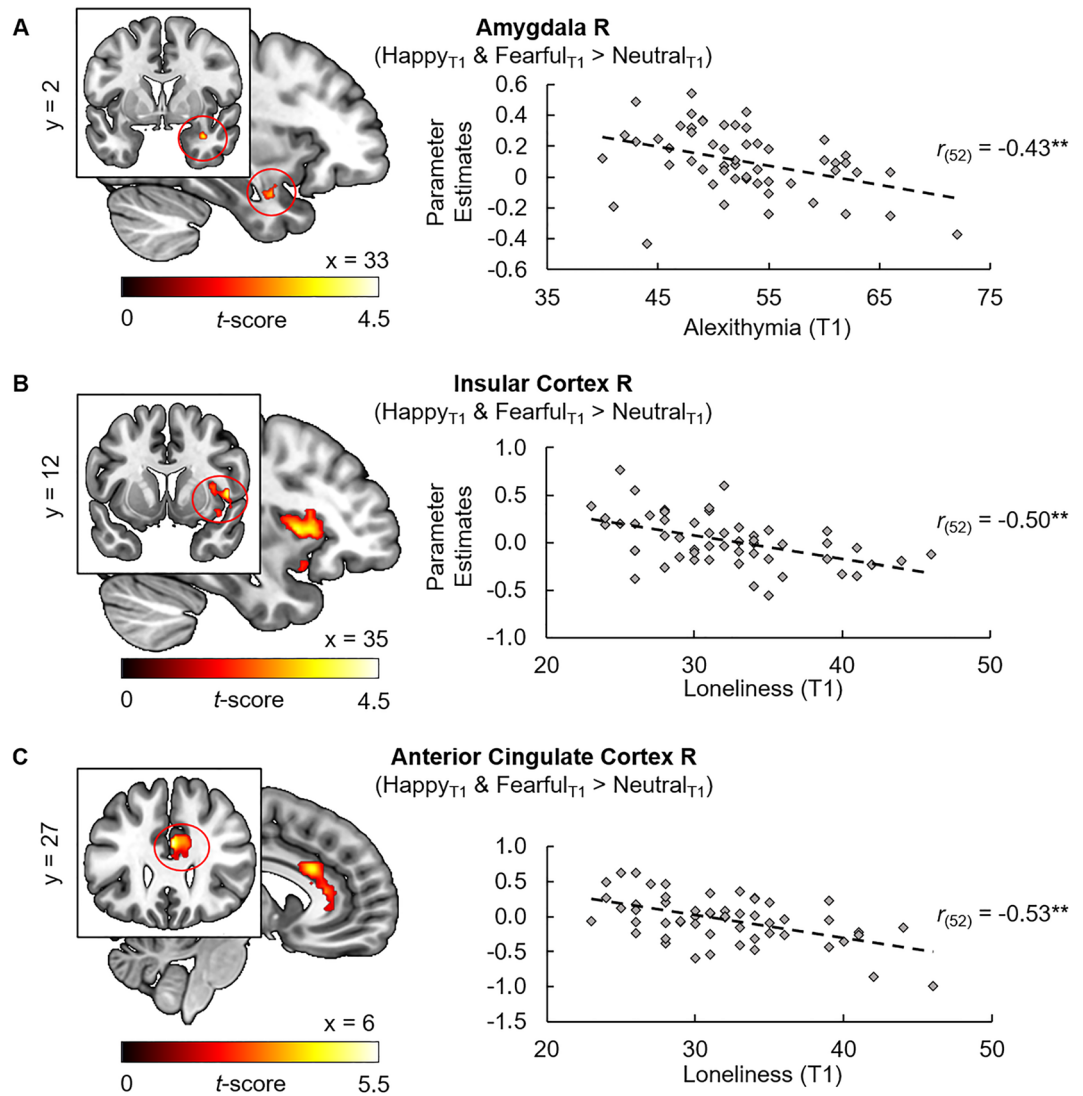 A
Amygdala R
(HappyT1 & FearfulT1 > NeutralT1)
y = 2
x = 33
0 t-score 4.5
Parameter
Estimates
0.6
0.4
0.2
0
-0.2
-0.4
-0.6
35 45 55 65 75
Alexithymia (T1)
r(52) = -0.43**
B
Insular Cortex R
(HappyT1 & FearfulT1 > NeutralT1)
y = 12
x = 35
0 t-score 4.5
Parameter
Estimates
1.0
0.5
0.0
-0.5
-1.0
20 30 40 50
Loneliness (T1)
r(52) = -0.50**
C
Anterior Cingulate Cortex R
(HappyT1 & FearfulT1 > NeutralT1)
y = 27
x = 6
0 t-score 5.5
1.0
0.5
0.0
-0.5
-1.0
-1.5
20 30 40 50
Loneliness (T1)
r(52) = -0.53**